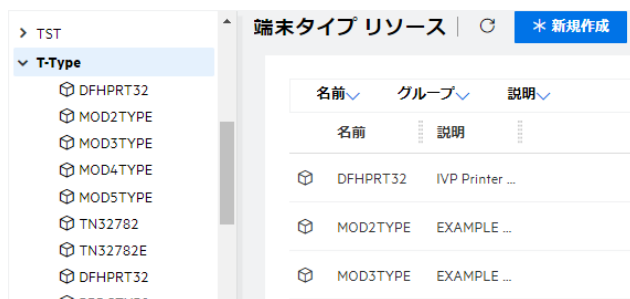 TST
T-Type
DFHPRT32
MOD2TYPE
MOD3TYPE
MOD4TYPE
MOD5TYPE
TN32782
TN32782E
DFHPRT32
端末タイプ リソース
新規作成
名前 グループ 説明
名前 説明
DFHPRT32 IVP Printer ...
MOD2TYPE EXAMPLE ...
MOD3TYPE EXAMPLE ...